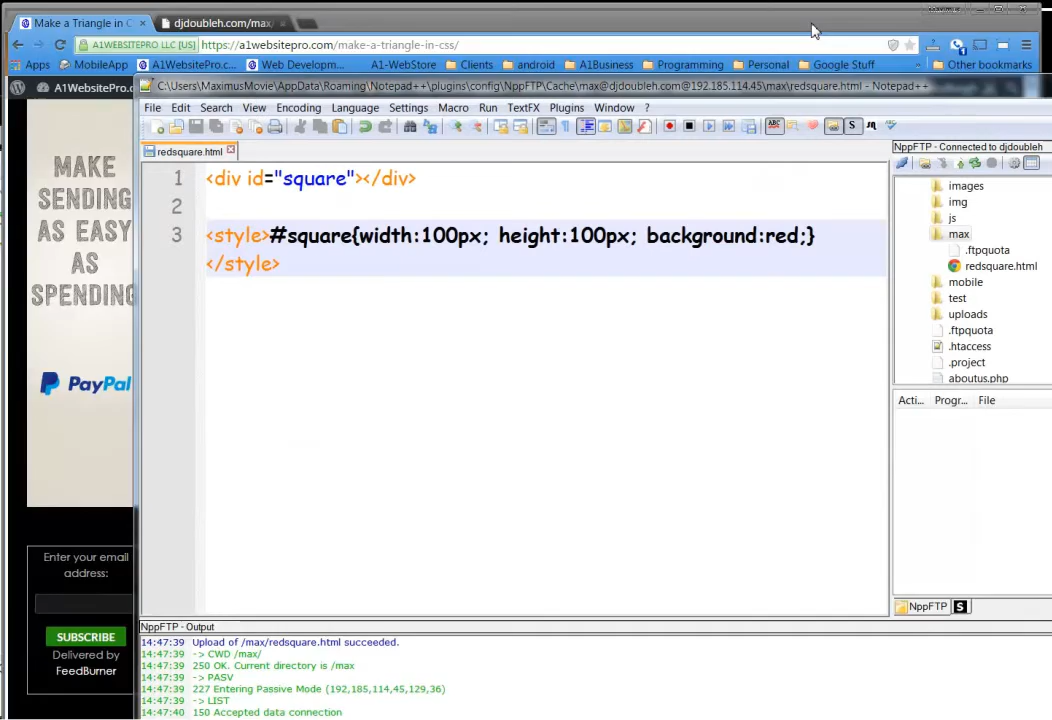 Make a Triangle in C
djdoubleh.com/max/
A1WEBSITEPRO LLC [US] https://a1websitepro.com/make-a-triangle-in-css/
Apps MobileApp A1WebsitePro.c... Web Developm... A1-WebStore Clients android A1Business Programming Personal Google Stuff » Other bookmarks
A1WebsitePro.c
C:\Users\MaximusMovie\AppData\Roaming\Notepad++\plugins\config\NppFTP\Cache\max@djdoubleh.com@192.185.114.45\max\redsquare.html - Notepad++
File Edit Search View Encoding Language Settings Macro Run TextFX Plugins Window ?
redsquare.html
1 <div id="square"></div>
2
3 <style>#square{width:100px; height:100px; background:red;}
</style>
NppFTP - Connected to djdoubleh
images
img
js
max
.ftpquota
redsquare.html
mobile
test
uploads
.ftpquota
.htaccess
.project
aboutus.php
Acti... Progr... File
NppFTP S
MAKE
SENDING
AS EASY
AS
SPENDING
PayPal
Enter your email
address:
SUBSCRIBE
Delivered by
FeedBurner
NppFTP - Output
14:47:39 Upload of /max/redsquare.html succeeded.
14:47:39 -> CWD /max/
14:47:39 250 OK. Current directory is /max
14:47:39 -> PASV
14:47:39 227 Entering Passive Mode (192,185,114,45,129,36)
14:47:39 -> LIST
14:47:40 150 Accepted data connection